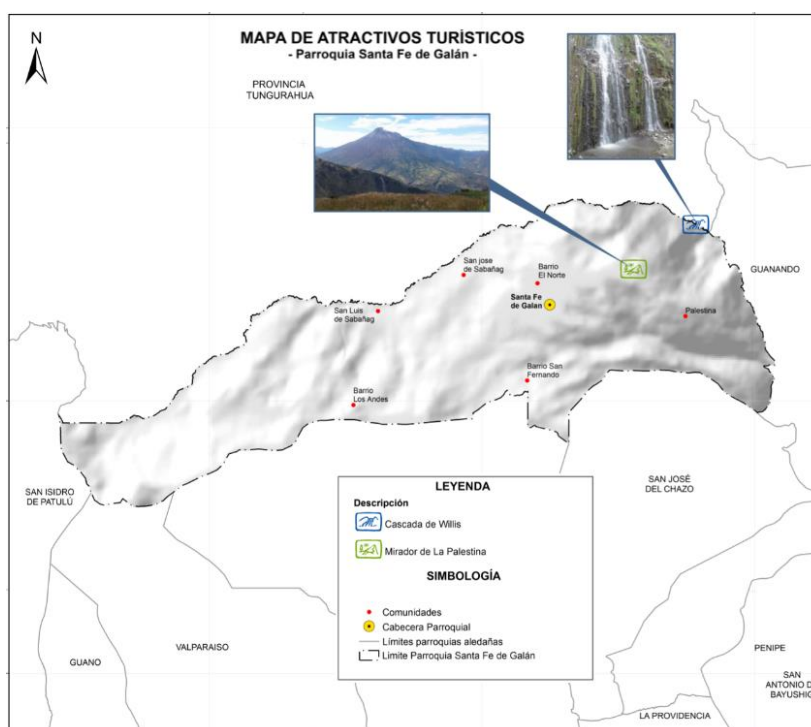 MAPA DE ATRACTIVOS TURÍSTICOS
- Parroquia Santa Fe de Galán -
N
PROVINCIA
TUNGURAHUA
GUANANDO
San jose
de Sabañag
Barrio
El Norte
Santa Fe
de Galan
San Luis
de Sabañag
Palestina
Barrio San
Fernando
Barrio
Los Andes
SAN ISIDRO
DE PATULÚ
SAN JOSÉ
DEL CHAZO
LEYENDA
Descripción
Cascada de Willis
Mirador de La Palestina
SIMBOLOGÍA
Comunidades
Cabecera Parroquial
Límites parroquias aledañas
Limite Parroquia Santa Fe de Galán
VALPARAISO
GUANO
PENIPE
SAN
ANTONIO D
BAYUSHIG
LA PROVIDENCIA